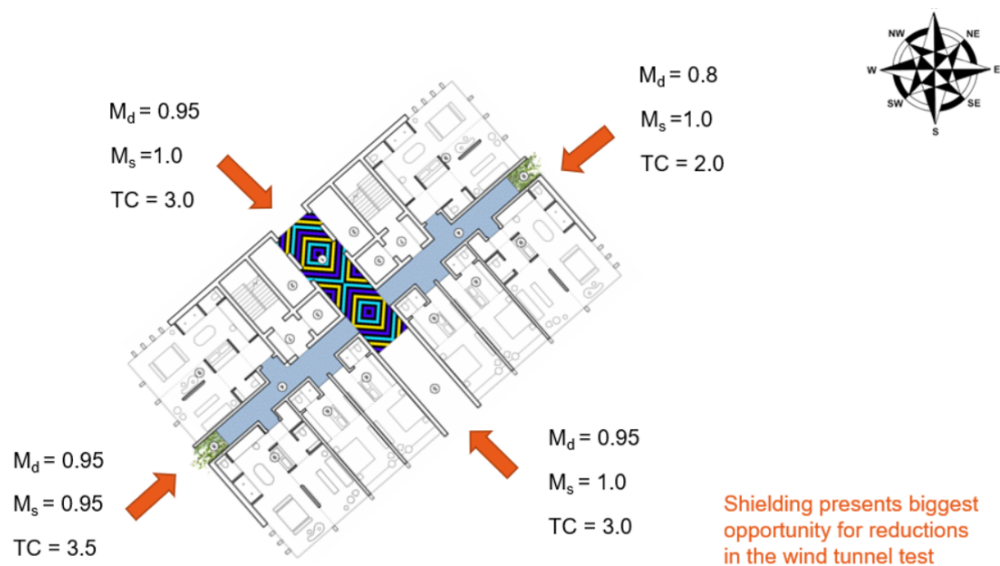 NW
NE
W
E
SW
SE
S
M_d = 0.8
M_s =1.0
TC = 2.0
M_d = 0.95
M_s =1.0
TC = 3.0
M_d = 0.95
M_s = 0.95
TC = 3.5
M_d = 0.95
M_s = 1.0
TC = 3.0
Shielding presents biggest
opportunity for reductions
in the wind tunnel test